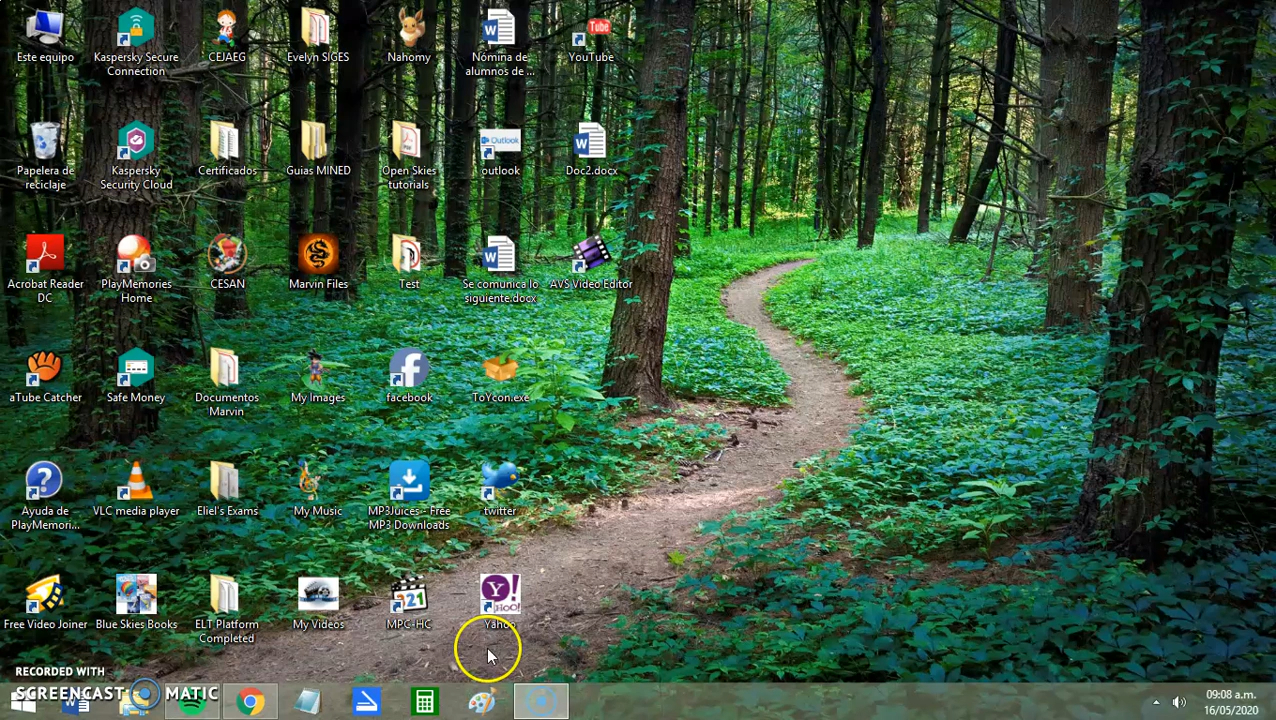 Este equipo
Kaspersky Secure
Connection
CEJAEG
Evelyn SIGES
Nahomy
Nómina de
alumnos de ...
You Tube
YouTube
Papelera de
reciclaje
Kaspersky
Security Cloud
Certificados
Guias MINED
Open Skies
tutorials
Outlook
outlook
Doc2.docx
Acrobat Reader
DC
PlayMemories
Home
CESAN
Marvin Files
Test
Se comunica lo
siguiente.docx
AVS Video Editor
aTube Catcher
Safe Money
Documentos
Marvin
My Images
facebook
ToYcon.exe
Ayuda de
PlayMemori...
VLC media player
Eliel's Exams
My Music
MP3Juices - Free
MP3 Downloads
twitter
Free Video Joiner
Blue Skies Books
ELT Platform
Completed
My Videos
321
MPC-HC
Y!
YAHOO!
Yahoo
RECORDED WITH
SCREENCAST MATIC
09:08 a.m.
16/05/2020